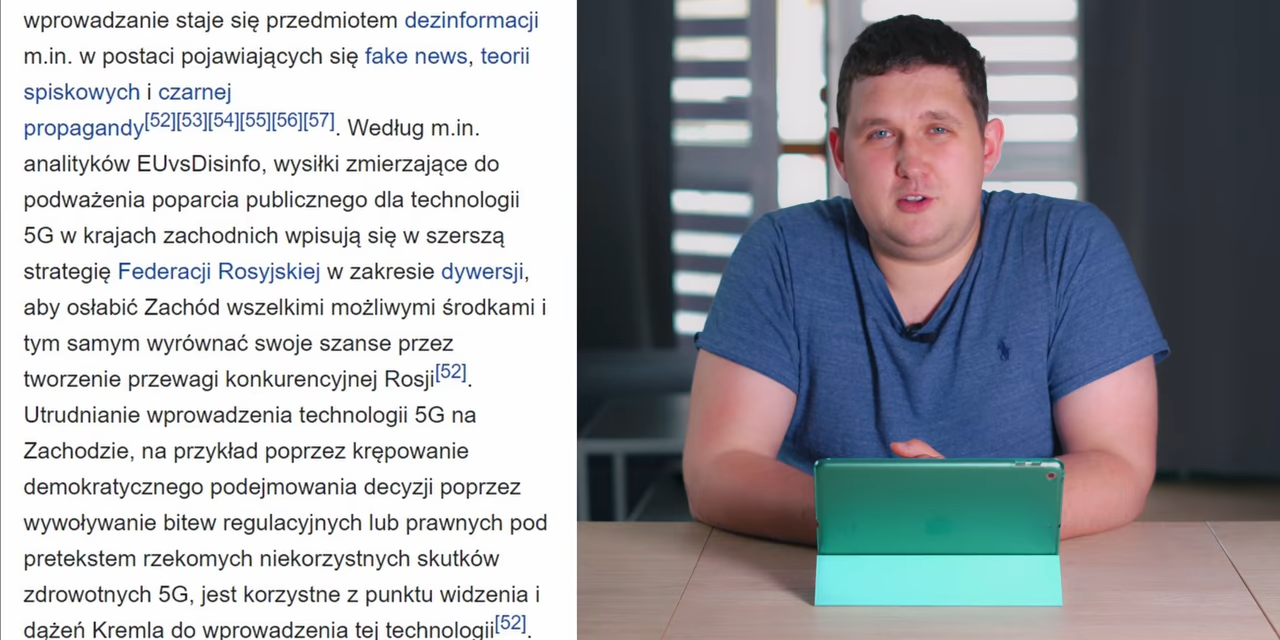 wprowadzanie staje się przedmiotem dezinformacji
m.in. w postaci pojawiających się fake news, teorii
spiskowych i czarnej
propagandy[52][53][54][55][56][57]. Według m.in.
analityków EUvsDisinfo, wysiłki zmierzające do
podważenia poparcia publicznego dla technologii
5G w krajach zachodnich wpisują się w szerszą
strategię Federacji Rosyjskiej w zakresie dywersji,
aby osłabić Zachód wszelkimi możliwymi środkami i
tym samym wyrównać swoje szanse przez
tworzenie przewagi konkurencyjnej Rosji[52].
Utrudnianie wprowadzenia technologii 5G na
Zachodzie, na przykład poprzez krępowanie
demokratycznego podejmowania decyzji poprzez
wywoływanie bitew regulacyjnych lub prawnych pod
pretekstem rzekomych niekorzystnych skutków
zdrowotnych 5G, jest korzystne z punktu widzenia i
dążeń Kremla do wprowadzenia tej technologii[52].